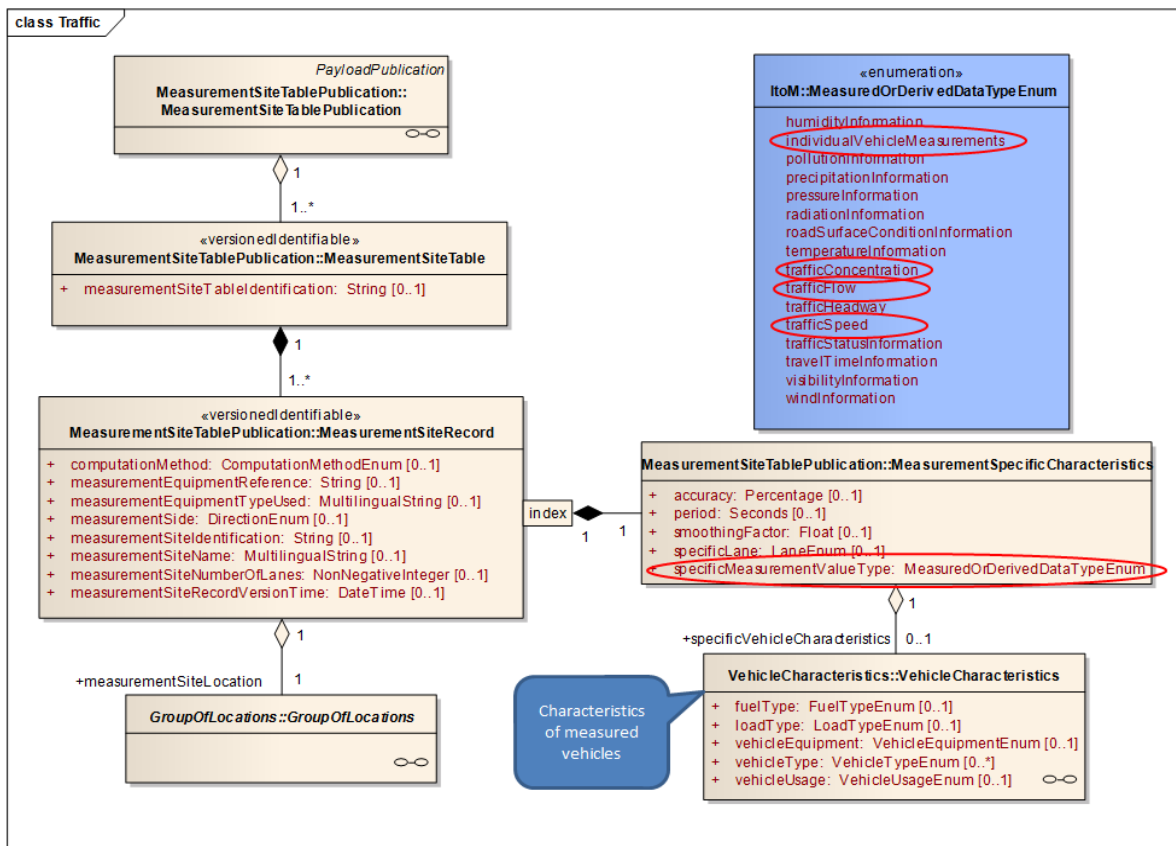 class Traffic
PayloadPublication
MeasurementSiteTablePublication::
MeasurementSiteTablePublication
1
1..*
«versionedIdentifiable»
MeasurementSiteTablePublication::MeasurementSiteTable
+ measurementSiteTableIdentification: String [0..1]
1
1..*
«versionedIdentifiable»
MeasurementSiteTablePublication::MeasurementSiteRecord
+ computationMethod: ComputationMethodEnum [0..1]
+ measurementEquipmentReference: String [0..1]
+ measurementEquipmentTypeUsed: MultilingualString [0..1]
+ measurementSide: DirectionEnum [0..1]
+ measurementSiteIdentification: String [0..1]
+ measurementSiteName: MultilingualString [0..1]
+ measurementSiteNumberOfLanes: NonNegativeInteger [0..1]
+ measurementSiteRecordVersionTime: DateTime [0..1]
index
1
1
1
+measurementSiteLocation
1
GroupOfLocations::GroupOfLocations
«enumeration»
ItoM::MeasuredOrDerivedDataTypeEnum
humidityInformation
individualVehicleMeasurements
pollutionInformation
precipitationInformation
pressureInformation
radiationInformation
roadSurfaceConditionInformation
temperatureInformation
trafficConcentration
trafficFlow
trafficHeadway
trafficSpeed
trafficStatusInformation
travelTimeInformation
visibilityInformation
windInformation
MeasurementSiteTablePublication::MeasurementSpecificCharacteristics
+ accuracy: Percentage [0..1]
+ period: Seconds [0..1]
+ smoothingFactor: Float [0..1]
+ specificLane: LaneEnum [0..1]
+ specificMeasurementValueType: MeasuredOrDerivedDataTypeEnum
1
+specificVehicleCharacteristics 0..1
VehicleCharacteristics::VehicleCharacteristics
+ fuelType: FuelTypeEnum [0..1]
+ loadType: LoadTypeEnum [0..1]
+ vehicleEquipment: VehicleEquipmentEnum [0..1]
+ vehicleType: VehicleTypeEnum [0..*]
+ vehicleUsage: VehicleUsageEnum [0..1]
Characteristics
of measured
vehicles